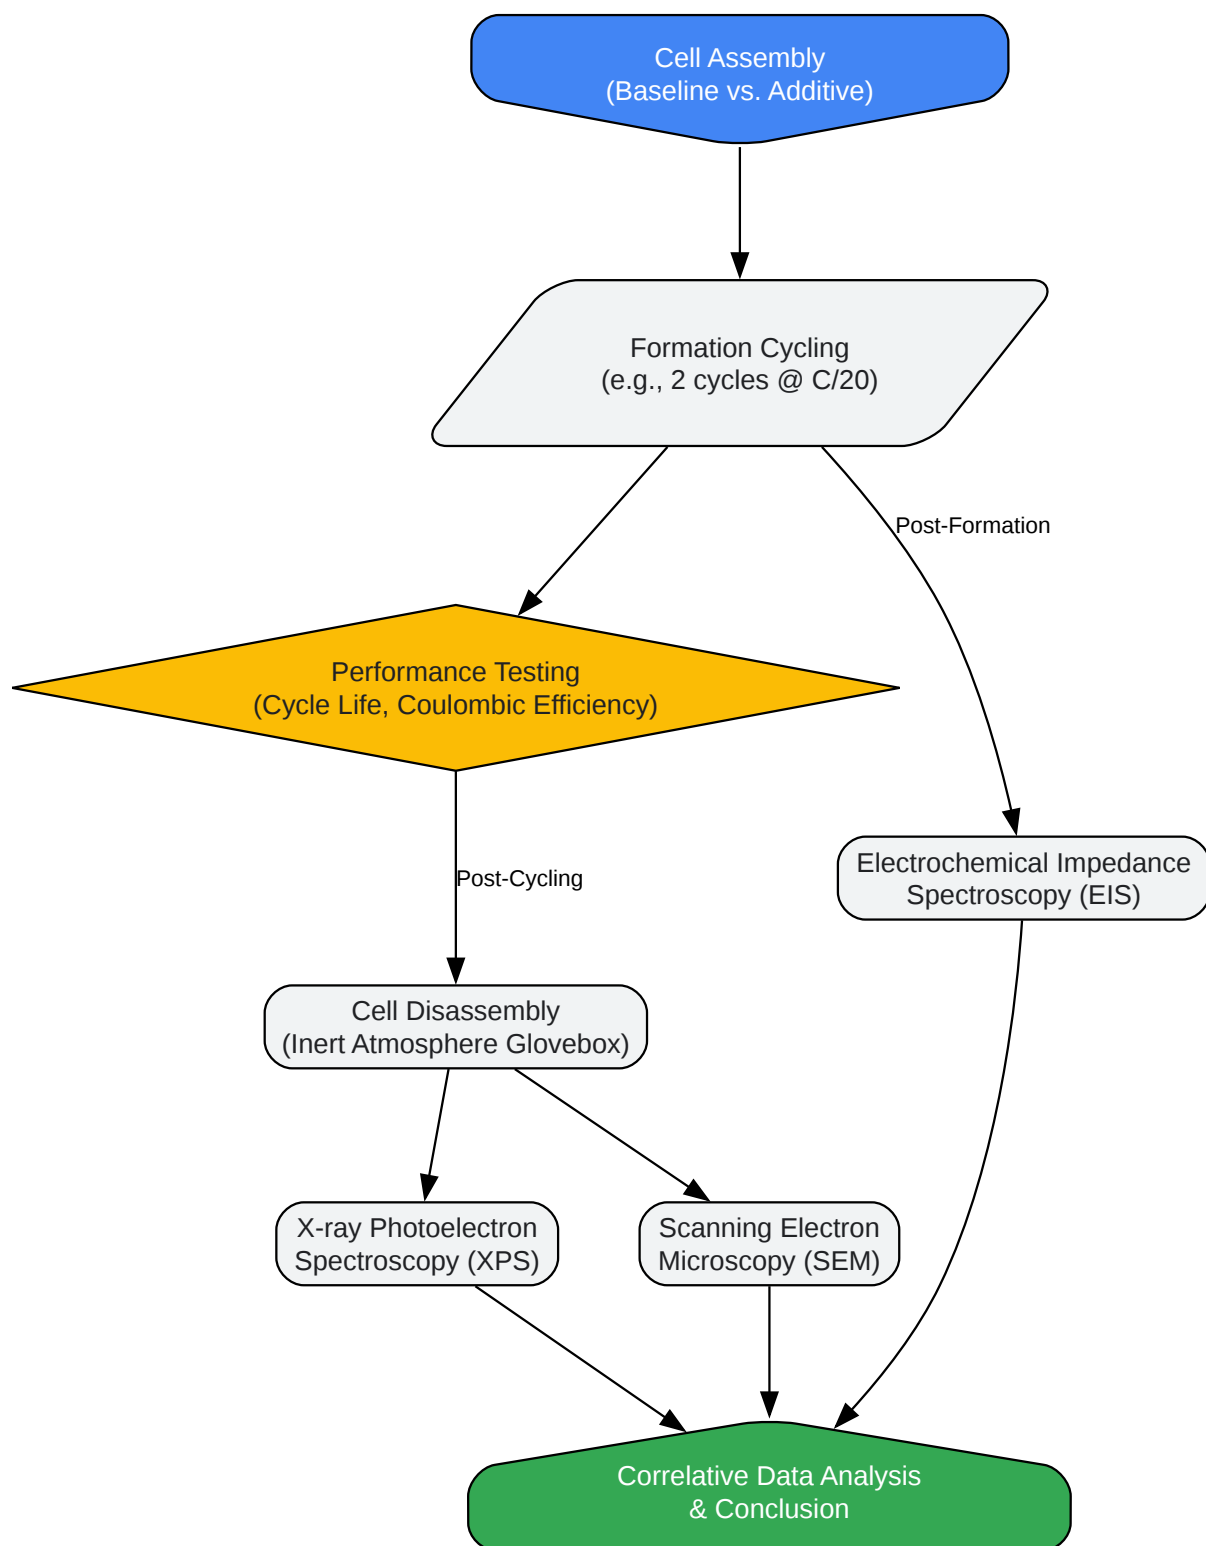 Cell Assembly
(Baseline vs. Additive)
Formation Cycling
(e.g., 2 cycles @ C/20)
Post-Formation
Performance Testing
(Cycle Life, Coulombic Efficiency)
Electrochemical Impedance
Spectroscopy (EIS)
Post-Cycling
Cell Disassembly
(Inert Atmosphere Glovebox)
X-ray Photoelectron
Spectroscopy (XPS)
Scanning Electron
Microscopy (SEM)
Correlative Data Analysis
& Conclusion